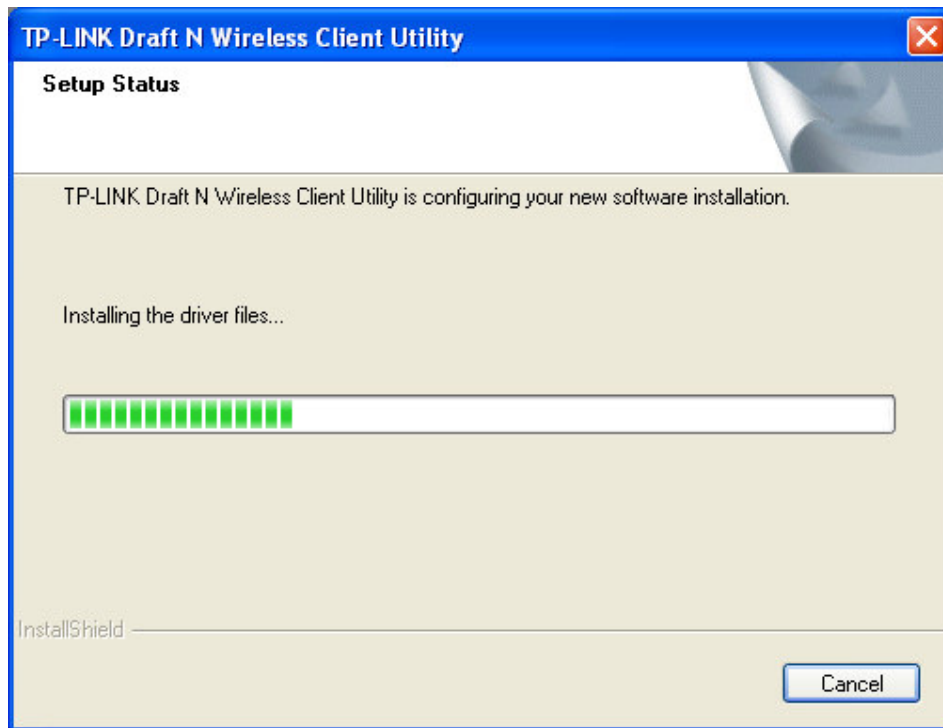 TP-LINK Draft N Wireless Client Utility
Setup Status
TP-LINK Draft N Wireless Client Utility is configuring your new software installation.
Installing the driver files...
InstallShield
Cancel